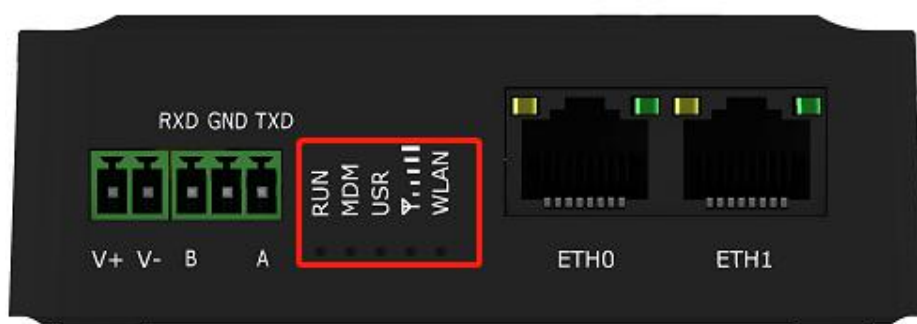 RXD GND TXD
RUN
MDM
USR
WLAN
V+ V- B A
ETH0 ETH1